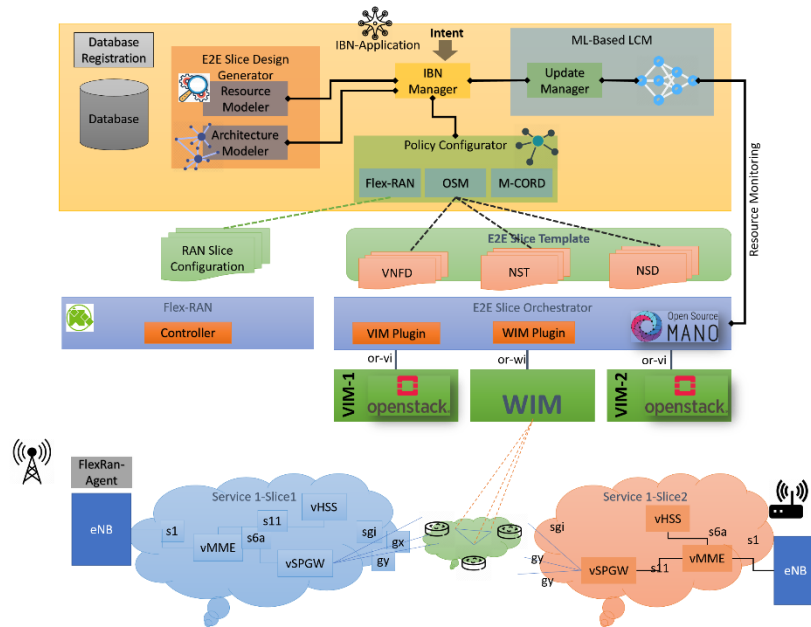 Database
Registration
Database
IBN-Application
Intent
E2E Slice Design
Generator
Resource
Modeler
Architecture
Modeler
IBN
Manager
ML-Based LCM
Update
Manager
Policy Configurator
Flex-RAN
OSM
M-CORD
Resource Monitoring
RAN Slice
Configuration
E2E Slice Template
VNFD
NST
NSD
Flex-RAN
Controller
E2E Slice Orchestrator
VIM Plugin
WIM Plugin
Open Source
MANO
or-vi
or-wi
or-vi
VIM-1
openstack.
WIM
VIM-2
openstack.
FlexRan-
Agent
eNB
Service 1-Slice1
s1
vMME
s11
s6a
vHSS
vSPGW
sgi
gx
gy
Service 1-Slice2
vHSS
sgi
s6a
s1
vMME
vSPGW
s11
gy
gy
eNB